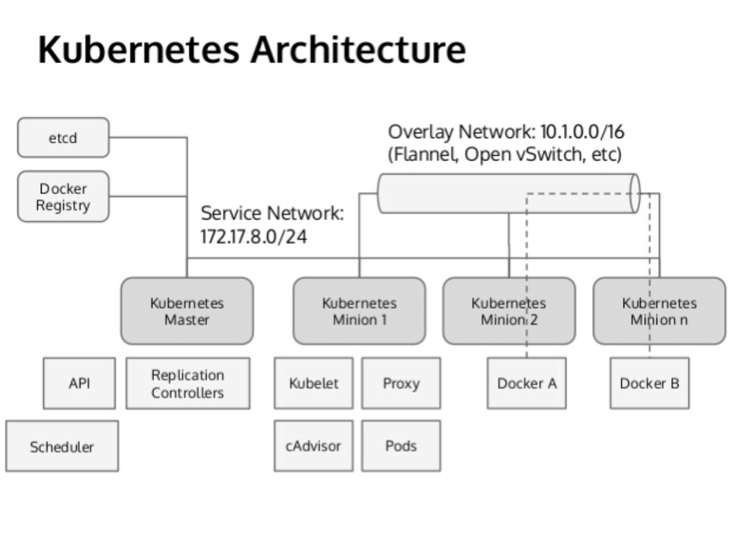 Kubernetes Architecture
etcd
Docker
Registry
Overlay Network: 10.1.0.0/16
(Flannel, Open vSwitch, etc)
Service Network:
172.17.8.0/24
Kubernetes
Master
Kubernetes
Minion 1
Kubernetes
Minion 2
Kubernetes
Minion n
API
Replication
Controllers
Kubelet
Proxy
Docker A
Docker B
Scheduler
cAdvisor
Pods